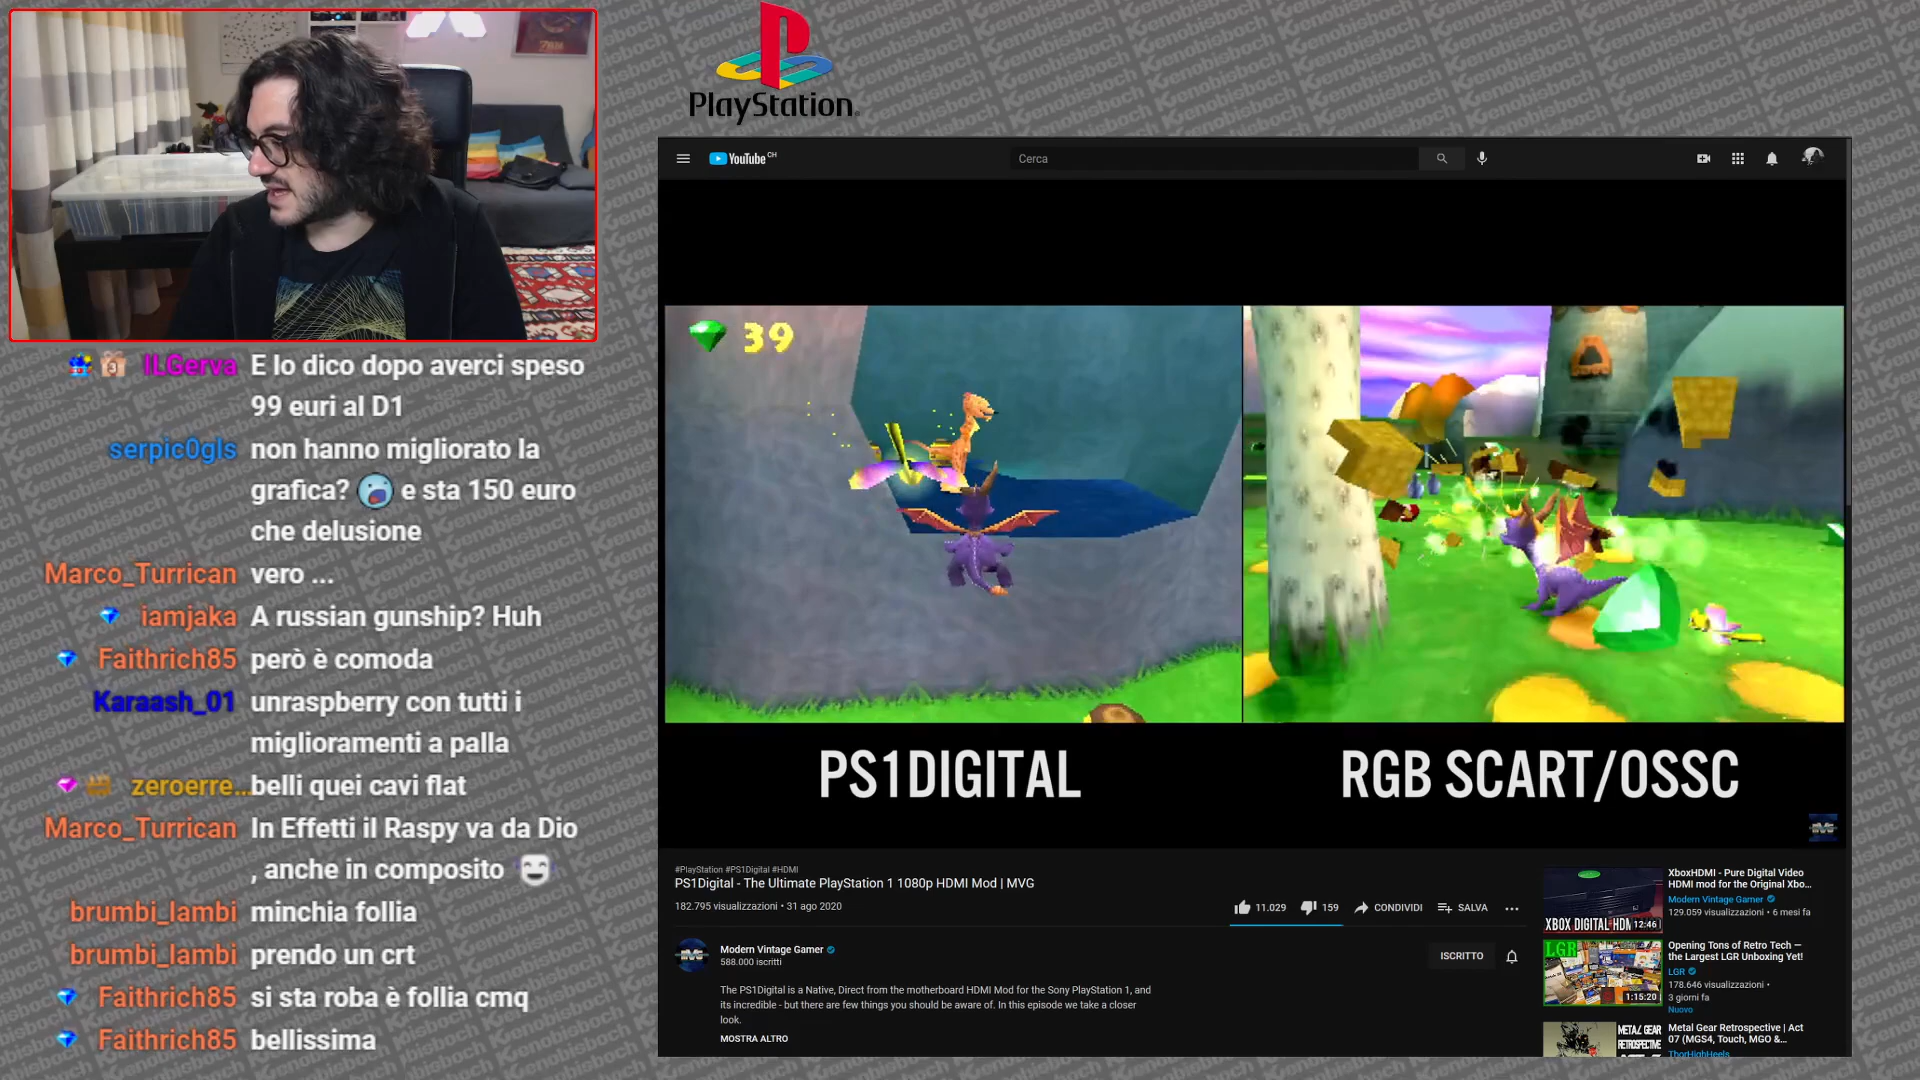 PlayStation
ILGerva E lo dico dopo averci speso
99 euri al D1
serpic0gls non hanno migliorato la
grafica? e sta 150 euro
che delusione
Marco_Turrican vero ...
iamjaka A russian gunship? Huh
Faithrich85 però è comoda
Karaash_01 unraspberry con tutti i
miglioramenti a palla
zeroerre... belli quei cavi flat
Marco_Turrican In Effetti il Raspy va da Dio
, anche in composito
brumbi_lambi minchia follia
brumbi_lambi prendo un crt
Faithrich85 si sta roba è follia cmq
Faithrich85 bellissima
YouTube CH
Cerca
39
PS1DIGITAL
RGB SCART/OSSC
#PlayStation #PS1Digital #HDMI
PS1Digital - The Ultimate PlayStation 1 1080p HDMI Mod | MVG
182.795 visualizzazioni • 31 ago 2020
11.029
159
CONDIVIDI
SALVA
Modern Vintage Gamer
588.000 iscritti
ISCRITTO
The PS1Digital is a Native, Direct from the motherboard HDMI Mod for the Sony PlayStation 1, and
its incredible - but there are few things you should be aware of. In this episode we take a closer
look.
MOSTRA ALTRO
XBOX DIGITAL HDM
12:46
XboxHDMI - Pure Digital Video
HDMI mod for the Original Xbo...
Modern Vintage Gamer
129.059 visualizzazioni • 6 mesi fa
LGR
1:15:20
Opening Tons of Retro Tech —
the Largest LGR Unboxing Yet!
LGR
178.646 visualizzazioni •
3 giorni fa
Nuovo
METAL GEAR
RETROSPECTIVE
Metal Gear Retrospective | Act
07 (MGS4, Touch, MGO &...
ThorHighHeels
Kenobisboch